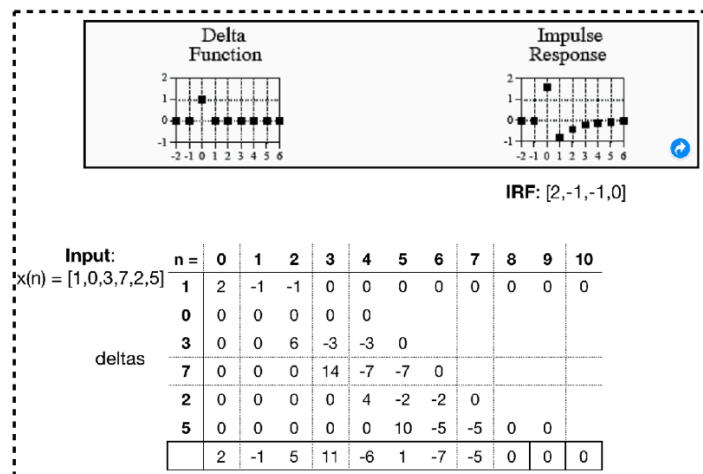 Delta
Function
2
1
0
-1
-2 -1 0 1 2 3 4 5 6
Impulse
Response
2
1
0
-1
-2 -1 0 1 2 3 4 5 6
IRF: [2,-1,-1,0]
Input:
x(n) = [1,0,3,7,2,5]
deltas
n = 0 1 2 3 4 5 6 7 8 9 10
1 2 -1 -1 0 0 0 0 0 0 0 0
0 0 0 0 0 0
3 0 0 6 -3 -3 0
7 0 0 0 14 -7 -7 0
2 0 0 0 0 4 -2 -2 0
5 0 0 0 0 0 10 -5 -5 0 0
2 -1 5 11 -6 1 -7 -5 0 0 0